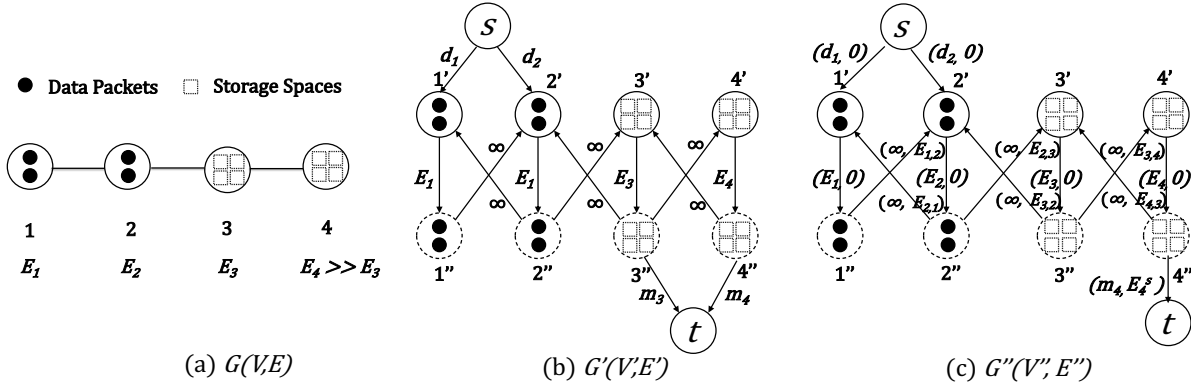 ● Data Packets   Storage Spaces
1 2 3 4
E₁ E₂ E₃ E₄ >> E₃
(a) G(V,E)
s
d₁ d₂
1' 2' 3' 4'
∞ ∞ ∞
E₁ E₁ E₃ E₄
∞ ∞ ∞
1'' 2'' 3'' 4''
m₃ m₄
t
(b) G'(V',E')
s
(d₁, 0) (d₂, 0)
1' 2' 3' 4'
(∞, E₁,₂) (∞, E₂,₃) (∞, E₃,₄)
(E₁, 0) (E₂, 0) (E₃, 0) (E₄, 0)
(∞, E₂,₁) (∞, E₃,₂) (∞, E₄,₃)
1'' 2'' 3'' 4''
(m₄, E₄ˢ)
t
(c) G''(V'', E'')